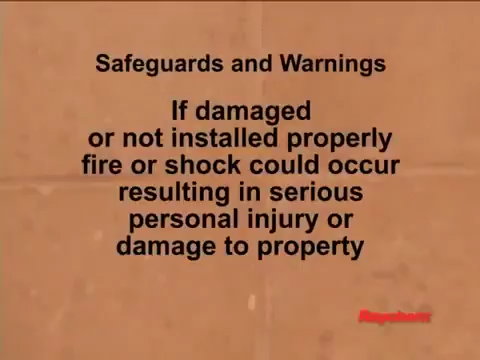 Safeguards and Warnings
If damaged
or not installed properly
fire or shock could occur
resulting in serious
personal injury or
damage to property
Raychem